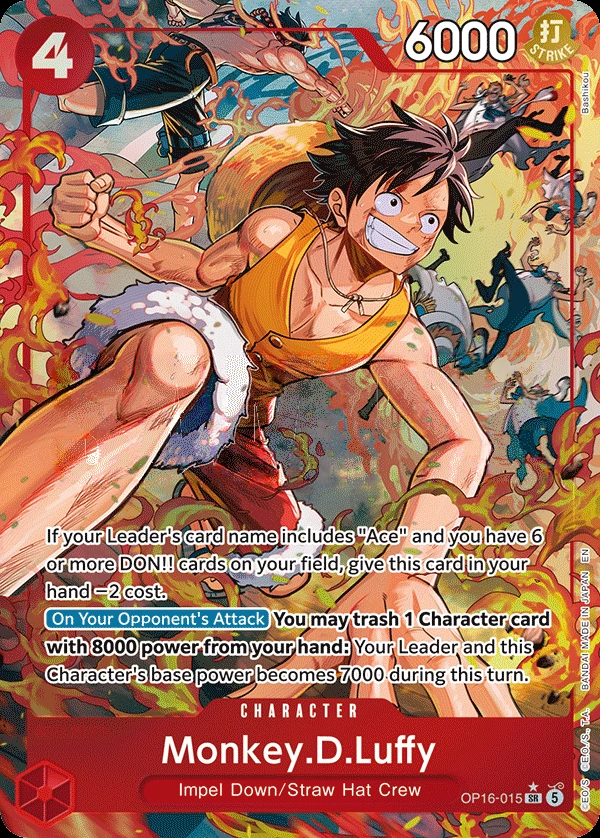 4
6000
打
STRIKE
Bashikou
If your Leader's card name includes "Ace" and you have 6
or more DON!! cards on your field, give this card in your
hand −2 cost.
On Your Opponent's Attack You may trash 1 Character card
with 8000 power from your hand: Your Leader and this
Character's base power becomes 7000 during this turn.
CHARACTER
Monkey.D.Luffy
Impel Down/Straw Hat Crew
OP16-015 SR 5
©E.O/S. ©E.O./S., T.A. BANDAI MADE IN JAPAN EN